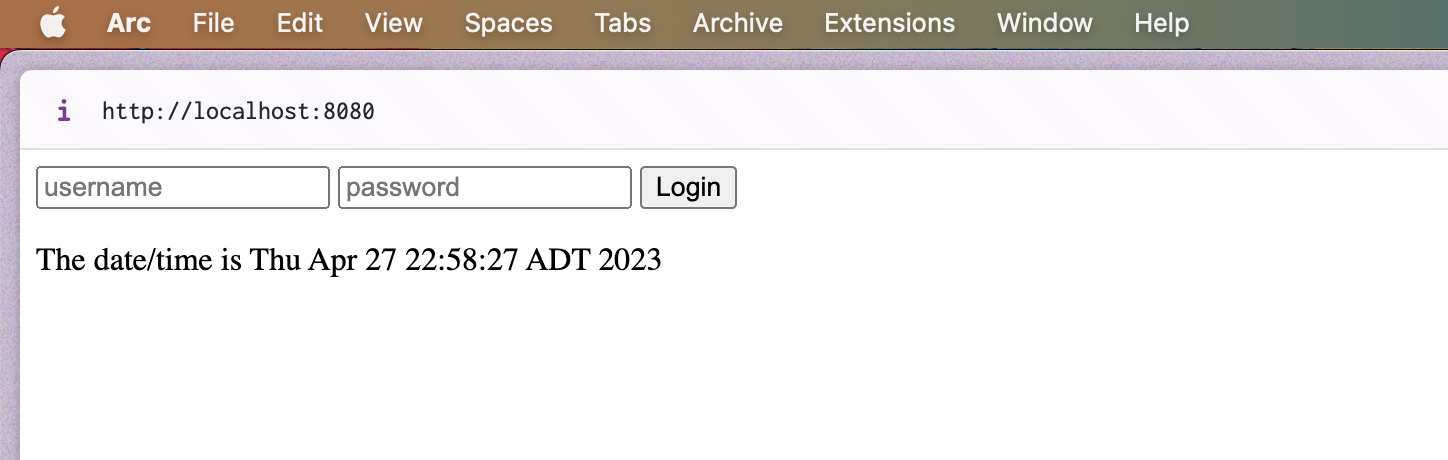 Arc File Edit View Spaces Tabs Archive Extensions Window Help
i http://localhost:8080
username password Login
The date/time is Thu Apr 27 22:58:27 ADT 2023